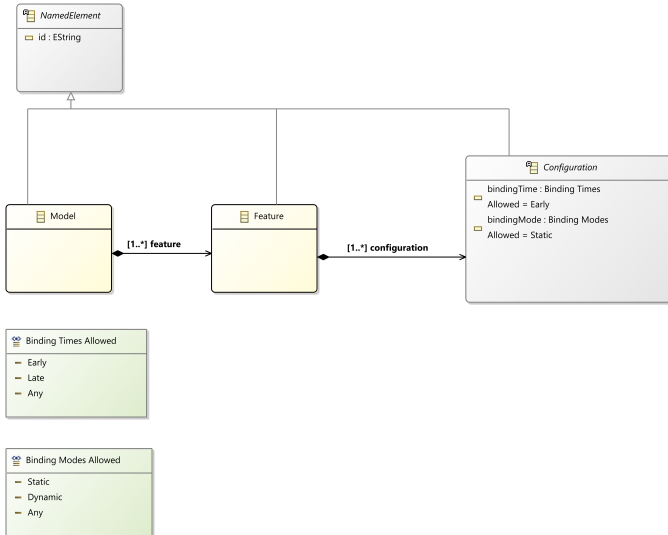 NamedElement
id : EString
Configuration
bindingTime : Binding Times
Allowed = Early
bindingMode : Binding Modes
Allowed = Static
Model
[1..*] feature
Feature
[1..*] configuration
Binding Times Allowed
Early
Late
Any
Binding Modes Allowed
Static
Dynamic
Any